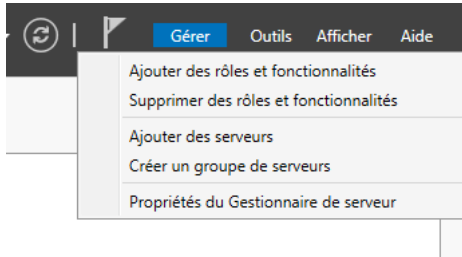 Gérer Outils Afficher Aide
Ajouter des rôles et fonctionnalités
Supprimer des rôles et fonctionnalités
Ajouter des serveurs
Créer un groupe de serveurs
Propriétés du Gestionnaire de serveur